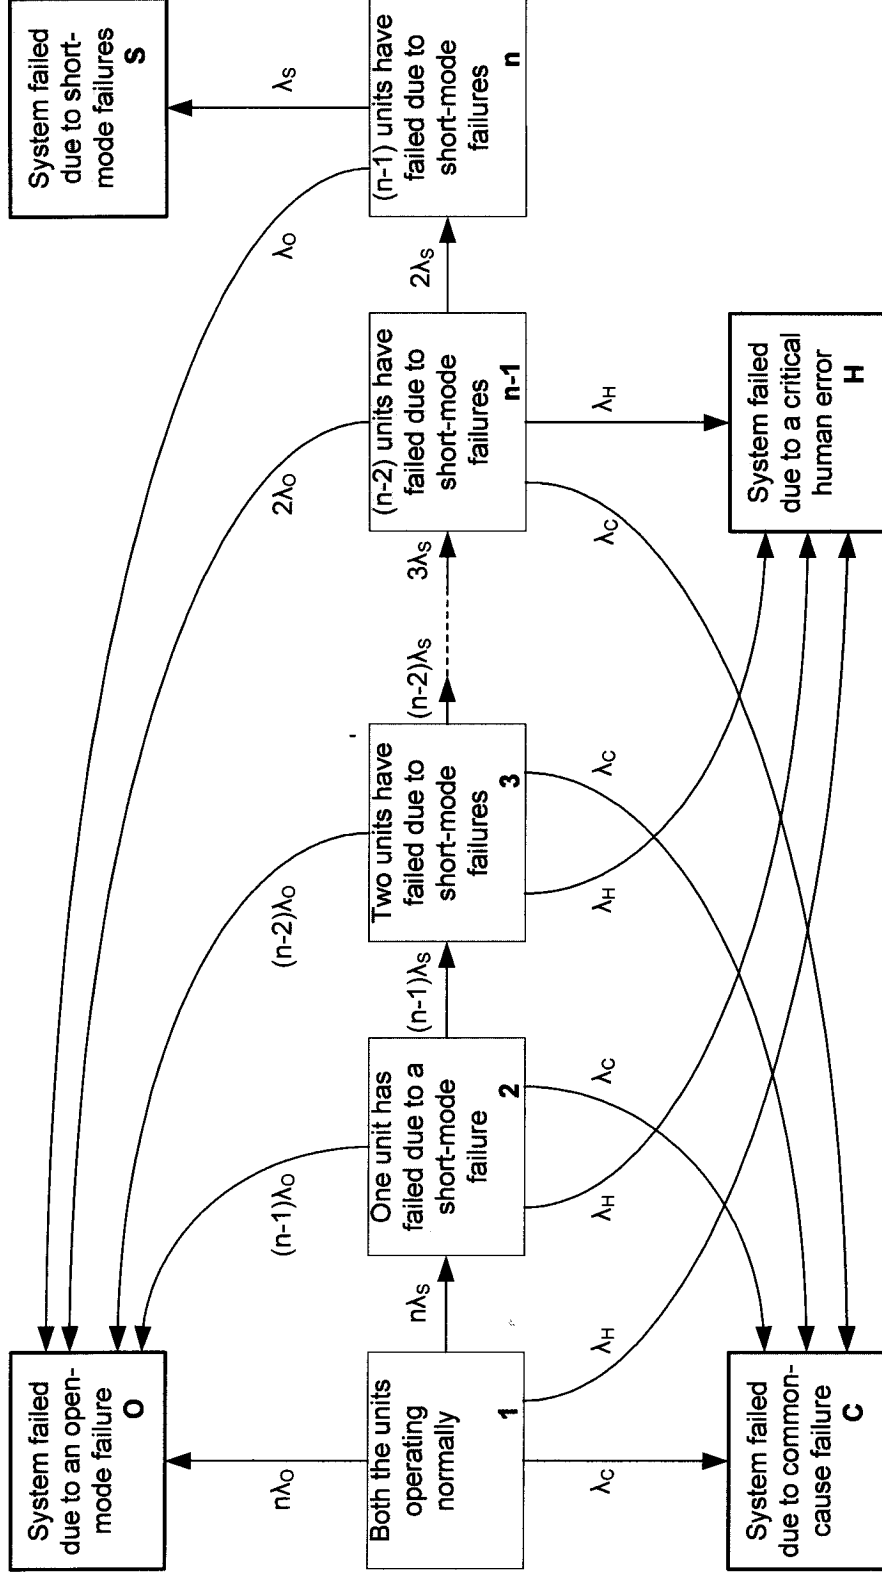 System failed
due to an open-
mode failure
O
System failed
due to short-
mode failures
S
nλO
(n-1)λO
(n-2)λO
2λO
λO
λS
Both the units
operating
normally
1
nλS
One unit has
failed due to a
short-mode
failure
2
(n-1)λS
Two units have
failed due to
short-mode
failures
3
(n-2)λS
3λS
(n-2) units have
failed due to
short-mode
failures
n-1
2λS
(n-1) units have
failed due to
short-mode
failures
n
λC
λH
λH
λC
λH
λC
λC
λH
System failed
due to common-
cause failure
C
System failed
due to a critical
human error
H